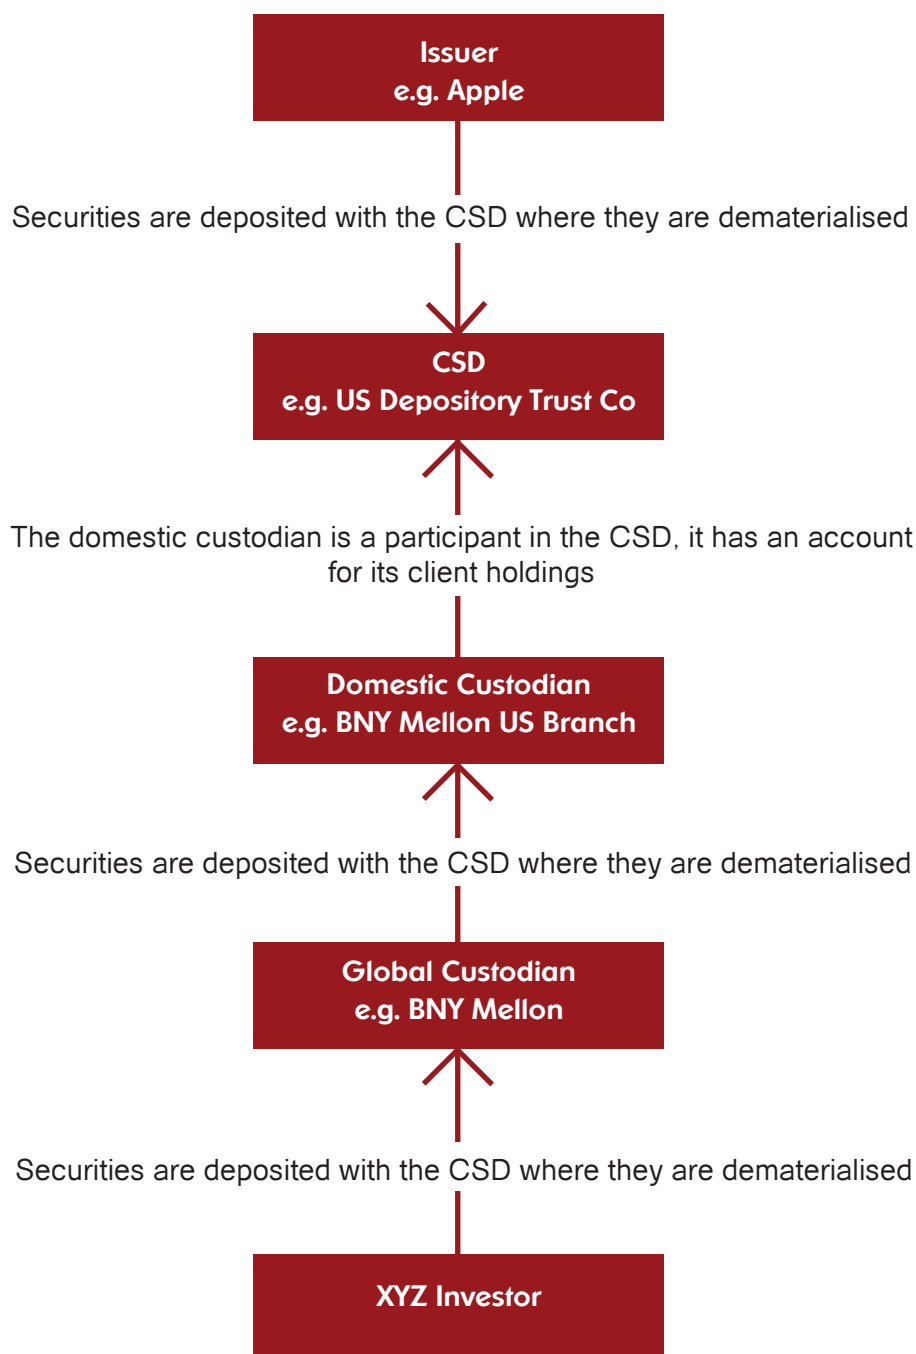 Issuer
e.g. Apple
Securities are deposited with the CSD where they are dematerialised
CSD
e.g. US Depository Trust Co
The domestic custodian is a participant in the CSD, it has an account
for its client holdings
Domestic Custodian
e.g. BNY Mellon US Branch
Securities are deposited with the CSD where they are dematerialised
Global Custodian
e.g. BNY Mellon
Securities are deposited with the CSD where they are dematerialised
XYZ Investor